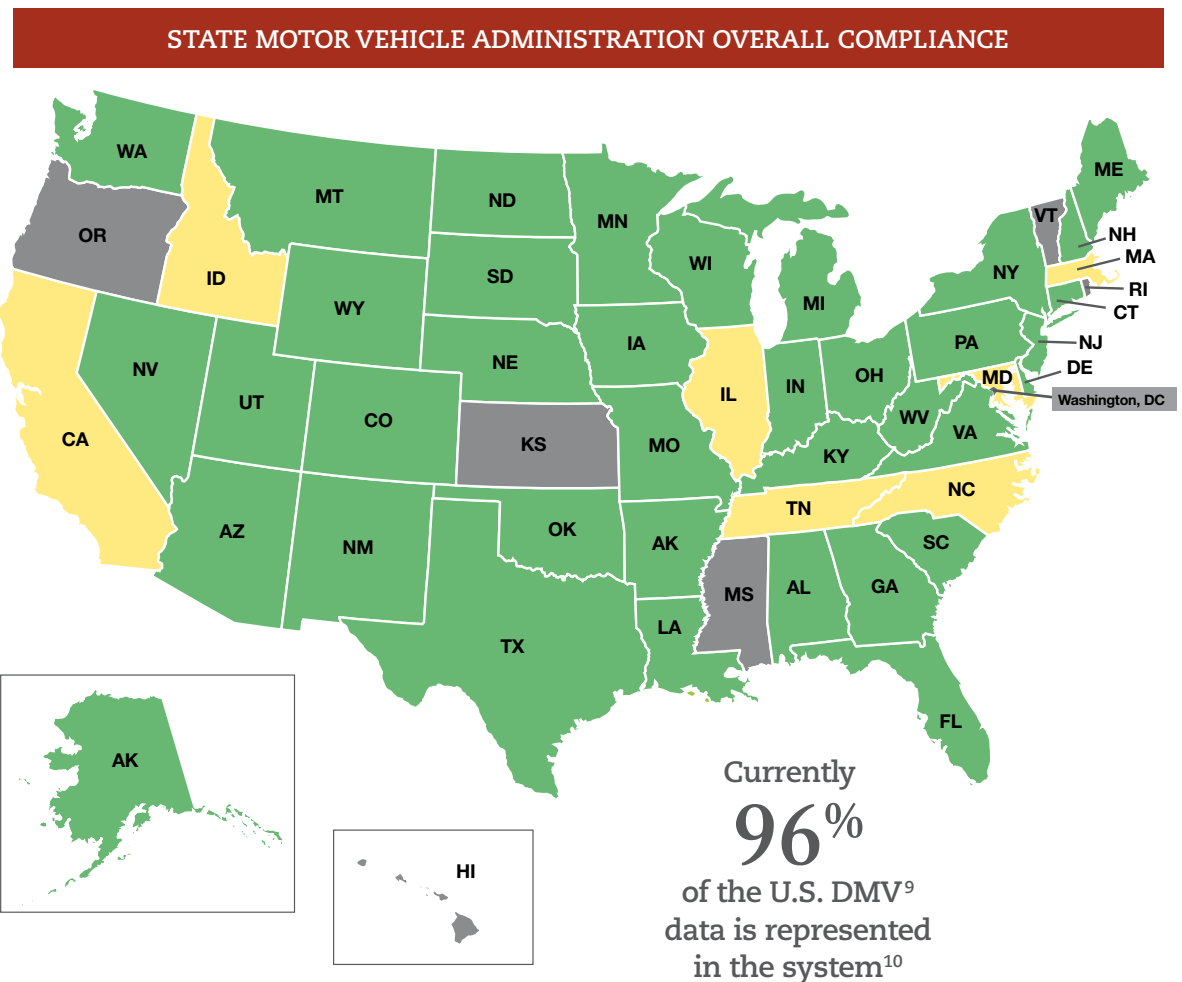 STATE MOTOR VEHICLE ADMINISTRATION OVERALL COMPLIANCE
WA
MT
ND
MN
ME
OR
ID
SD
WI
VT
NH
MA
WY
NY
MI
RI
CT
NV
NE
IA
PA
NJ
UT
CO
IL
IN
OH
MD
DE
Washington, DC
CA
KS
MO
WV
VA
KY
AZ
NM
OK
AK
TN
NC
SC
MS
AL
GA
TX
LA
FL
AK
HI
Currently
96%
of the U.S. DMV9
data is represented
in the system10